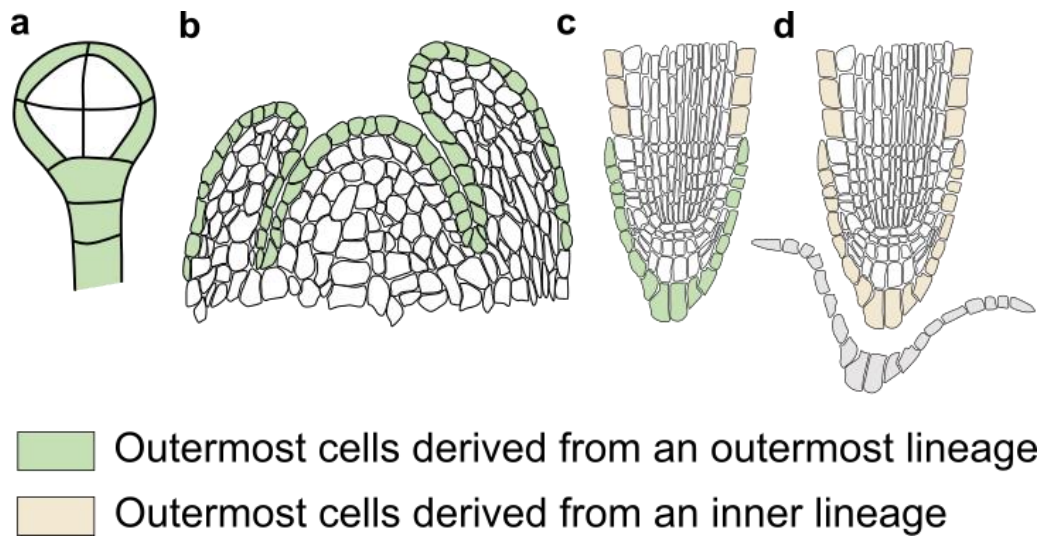 a b c d
Outermost cells derived from an outermost lineage
Outermost cells derived from an inner lineage